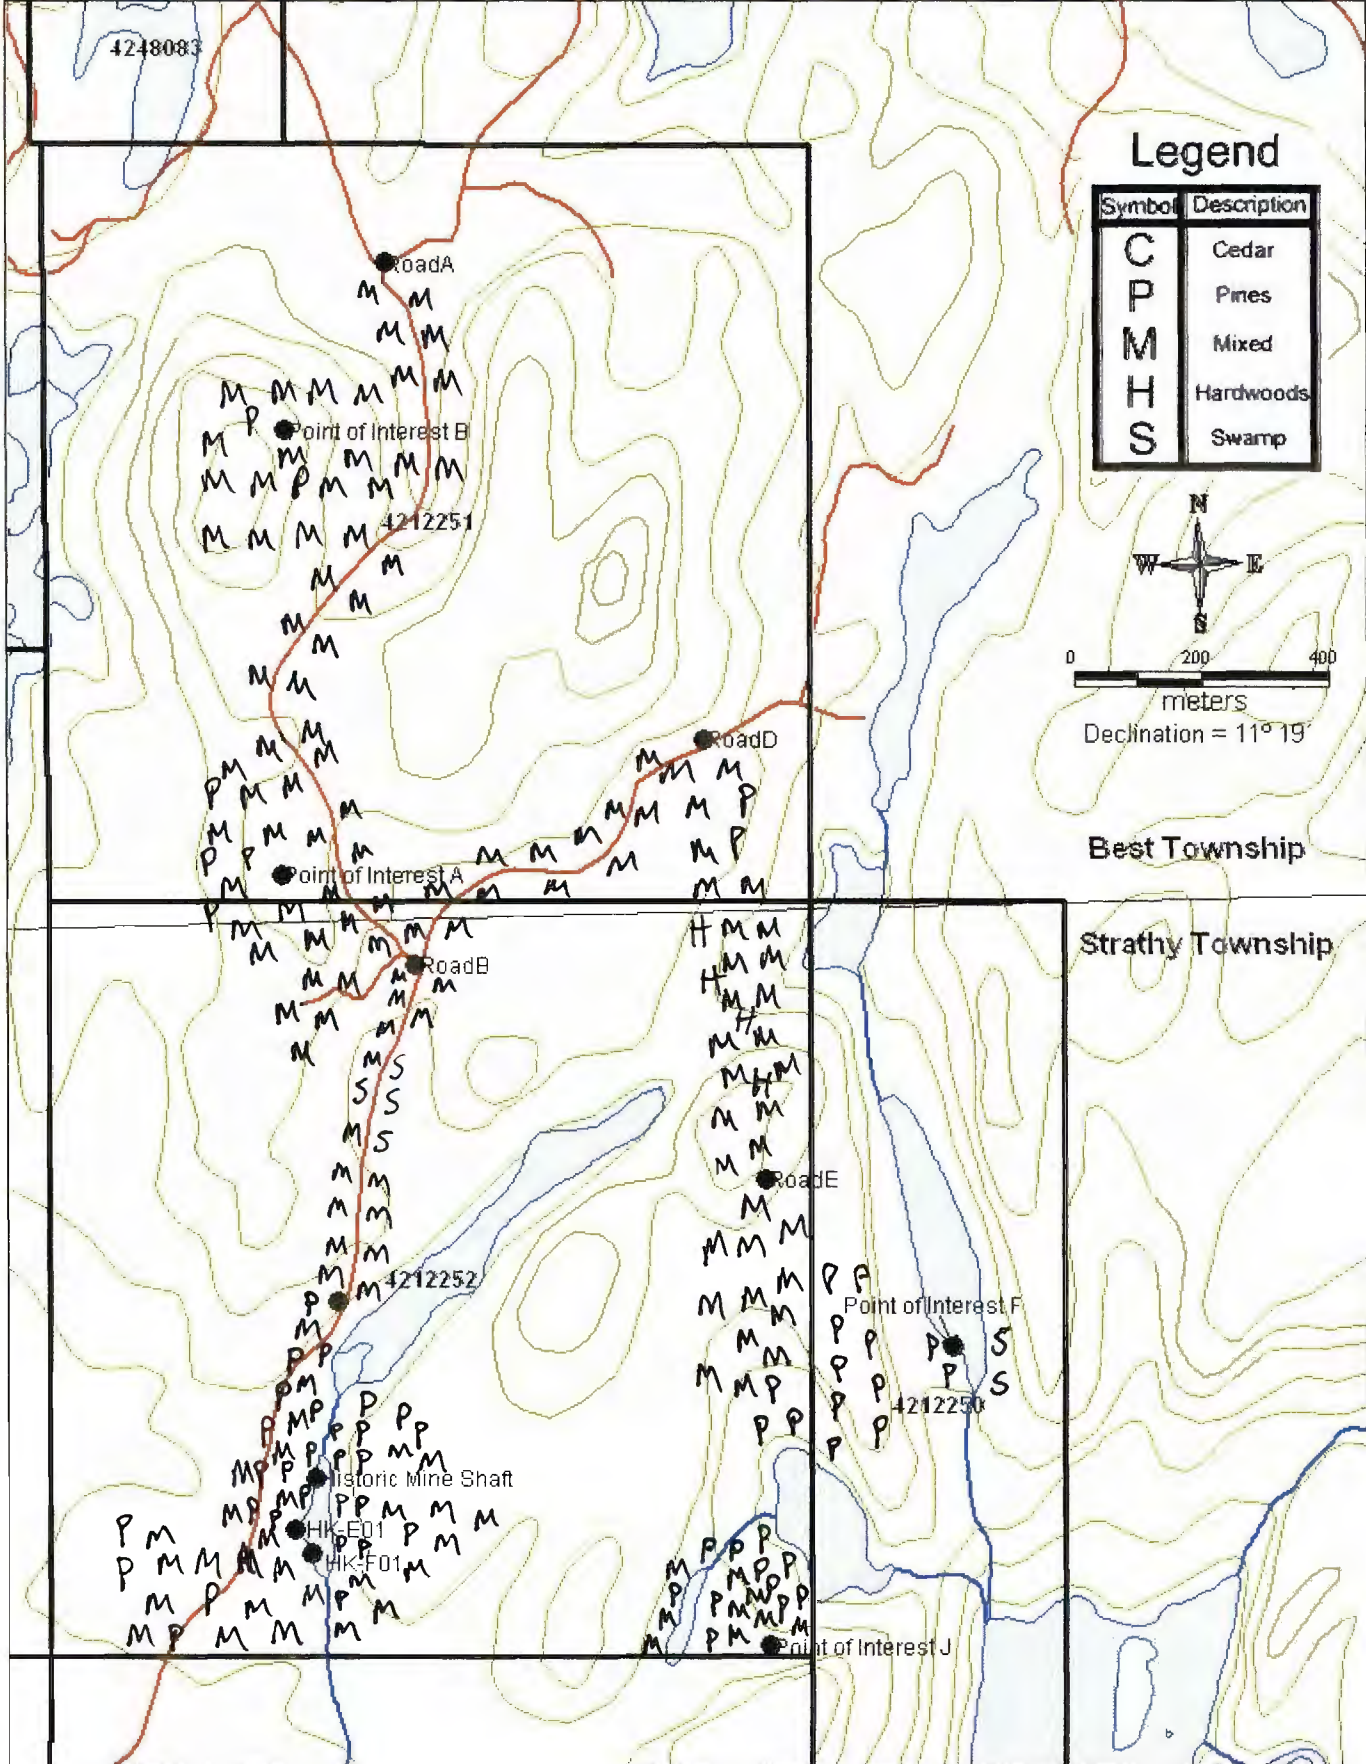 4248083
Legend
Symbol Description
C Cedar
P Pines
M Mixed
H Hardwoods
S Swamp
RoadA
M M
M M
M M M M M M
P
M Point of Interest B
M M M M
M M P M M
4212251
M M M M
M M
M
M
M
M M
N
W E
S
0 200 400
meters
Declination = 11° 19'
M
M M
RoadD
M
M M M
P M M
M M M P
M M M M
P P M M M M P
Point of Interest A
M M M M M M
Best Township
P M M M M
M M M M M H M M
M
Strathy Township
RoadB
M M M M M M
H
M M M M M
M M M H
M M M M
S S M M H M
S M M
M S
M M M
M M RoadE
M M M
M M M M M
M M P P
4212252
Point of Interest F
P M M M M
M P P P S
P P M M P
P M M M P P P S
4212250
P M P P P P P P P P
M P P P M M P
M P P Historic Mine Shaft
M P M P P P M M M
P M HK-E01 P M
P M M M M M HK-F01 M
M P M M P M
M P M M M
P P P
M P M P P
P P M P P
M M M M
M P M
Point of Interest J